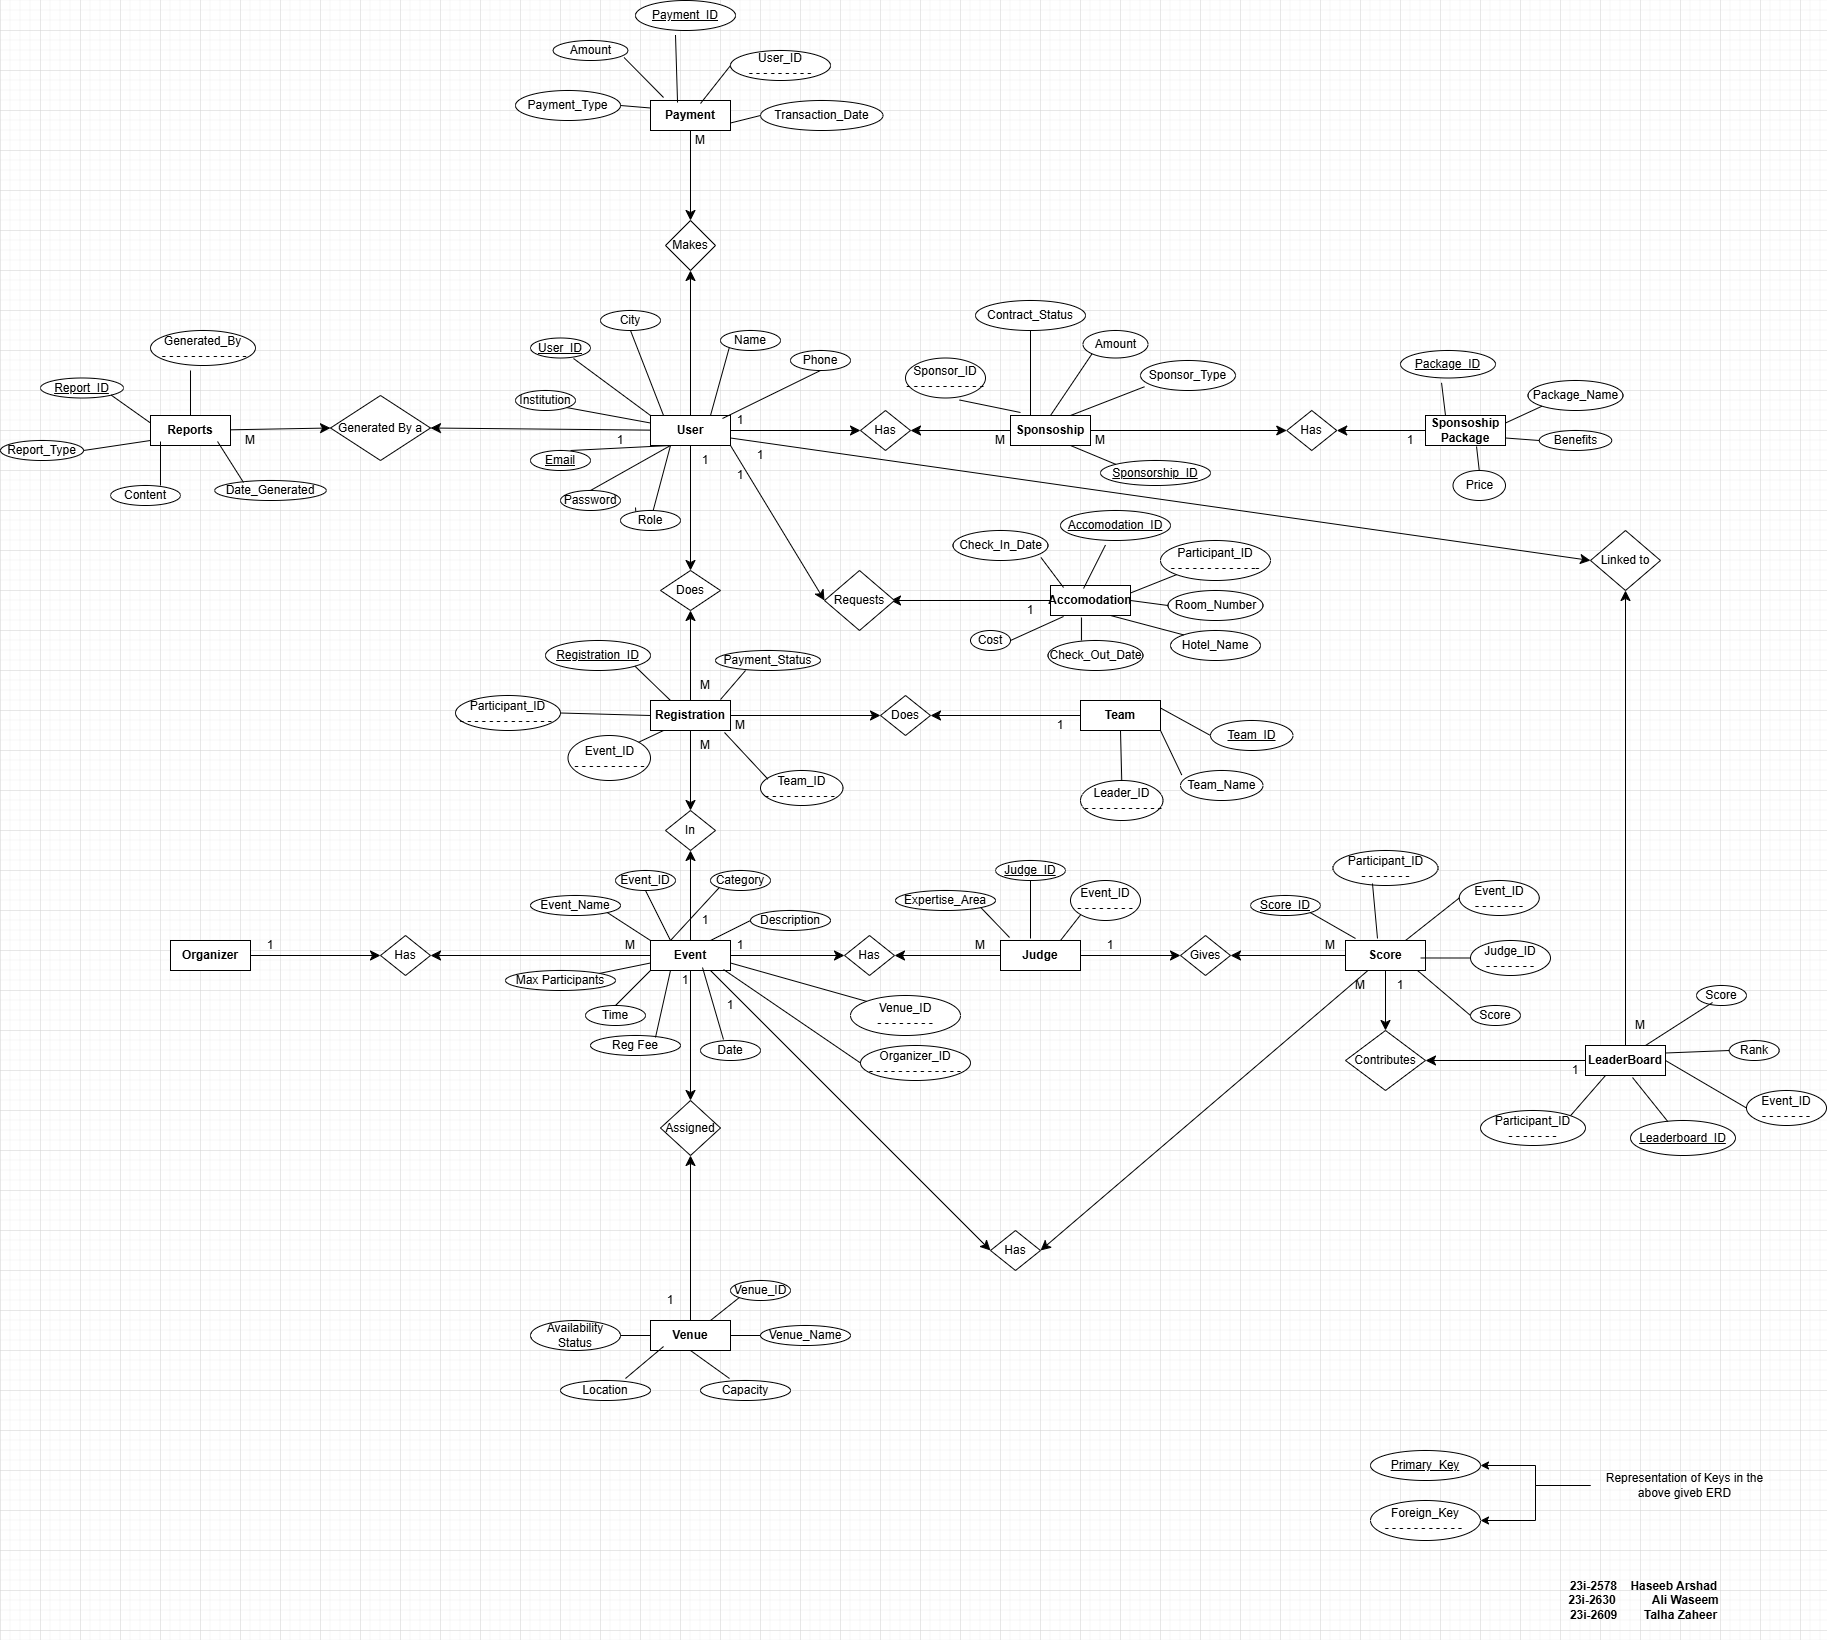 Payment_ID
Amount
User_ID
Payment_Type
Payment
Transaction_Date
M
Makes
City
Contract_Status
Generated_By
User_ID
Name
Phone
Amount
Sponsor_ID
Sponsor_Type
Package_ID
Report_ID
Institution
Package_Name
Reports
Generated By a
User
1
Has
Sponsoship
Has
Sponsoship
Package
M
1
M
M
1
Benefits
Report_Type
Email
1
1
1
Sponsorship_ID
Price
Content
Date_Generated
Password
Role
Accomodation_ID
Check_In_Date
Participant_ID
Linked to
Does
Requests
Accomodation
Room_Number
1
Cost
Check_Out_Date
Hotel_Name
Registration_ID
Payment_Status
M
Participant_ID
Registration
Does
Team
M
1
Team_ID
Event_ID
M
Team_ID
Leader_ID
Team_Name
In
Event_ID
Category
Judge_ID
Participant_ID
Event_Name
Expertise_Area
Event_ID
Score_ID
Event_ID
1
Description
Organizer
1
Has
M
Event
1
Has
M
Judge
1
Gives
M
Score
Judge_ID
Max Participants
1
M
1
Time
1
Venue_ID
Score
Score
Reg Fee
Date
Organizer_ID
M
Contributes
LeaderBoard
Rank
1
Event_ID
Assigned
Participant_ID
Leaderboard_ID
Has
1
Venue_ID
Availability
Status
Venue
Venue_Name
Location
Capacity
Primary_Key
Representation of Keys in the
above giveb ERD
Foreign_Key
23i-2578 Haseeb Arshad
23i-2630 Ali Waseem
23i-2609 Talha Zaheer